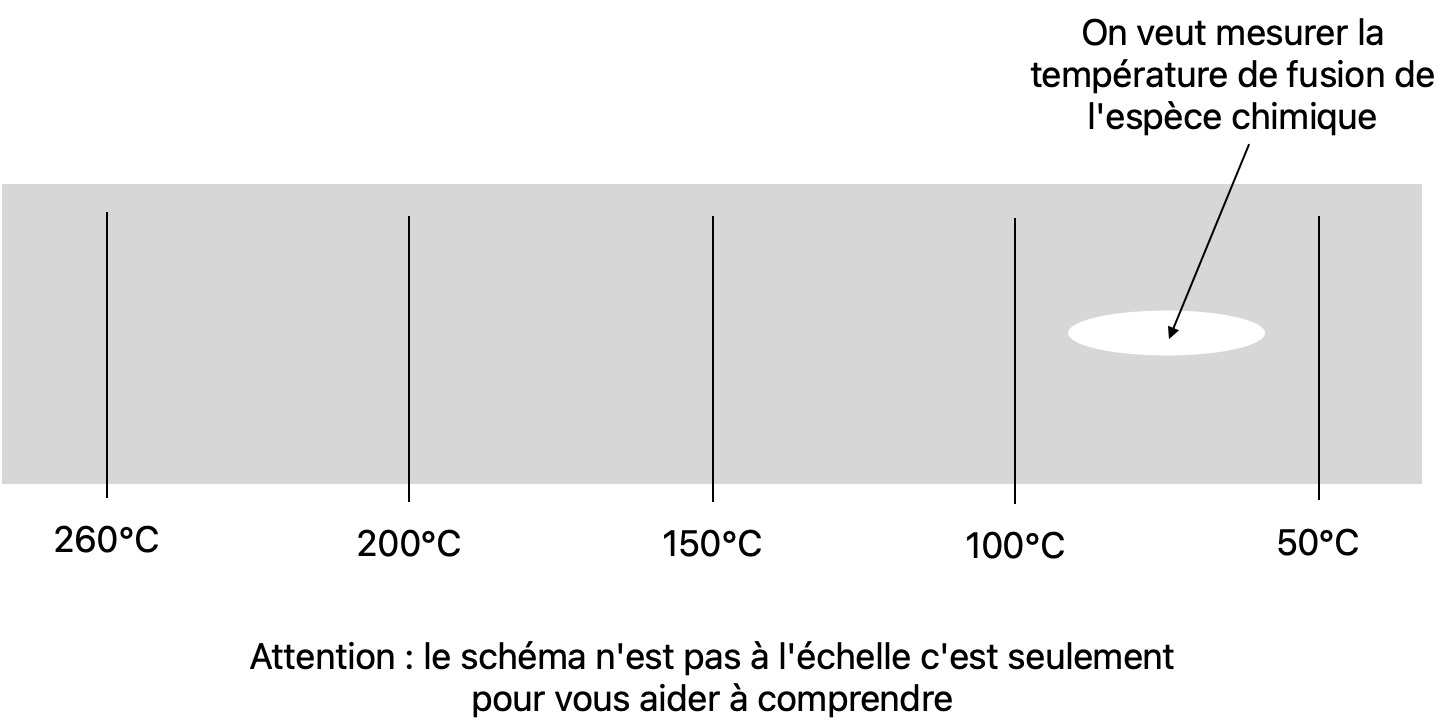 On veut mesurer la
température de fusion de
l'espèce chimique
260°C
200°C
150°C
100°C
50°C
Attention : le schéma n'est pas à l'échelle c'est seulement
pour vous aider à comprendre